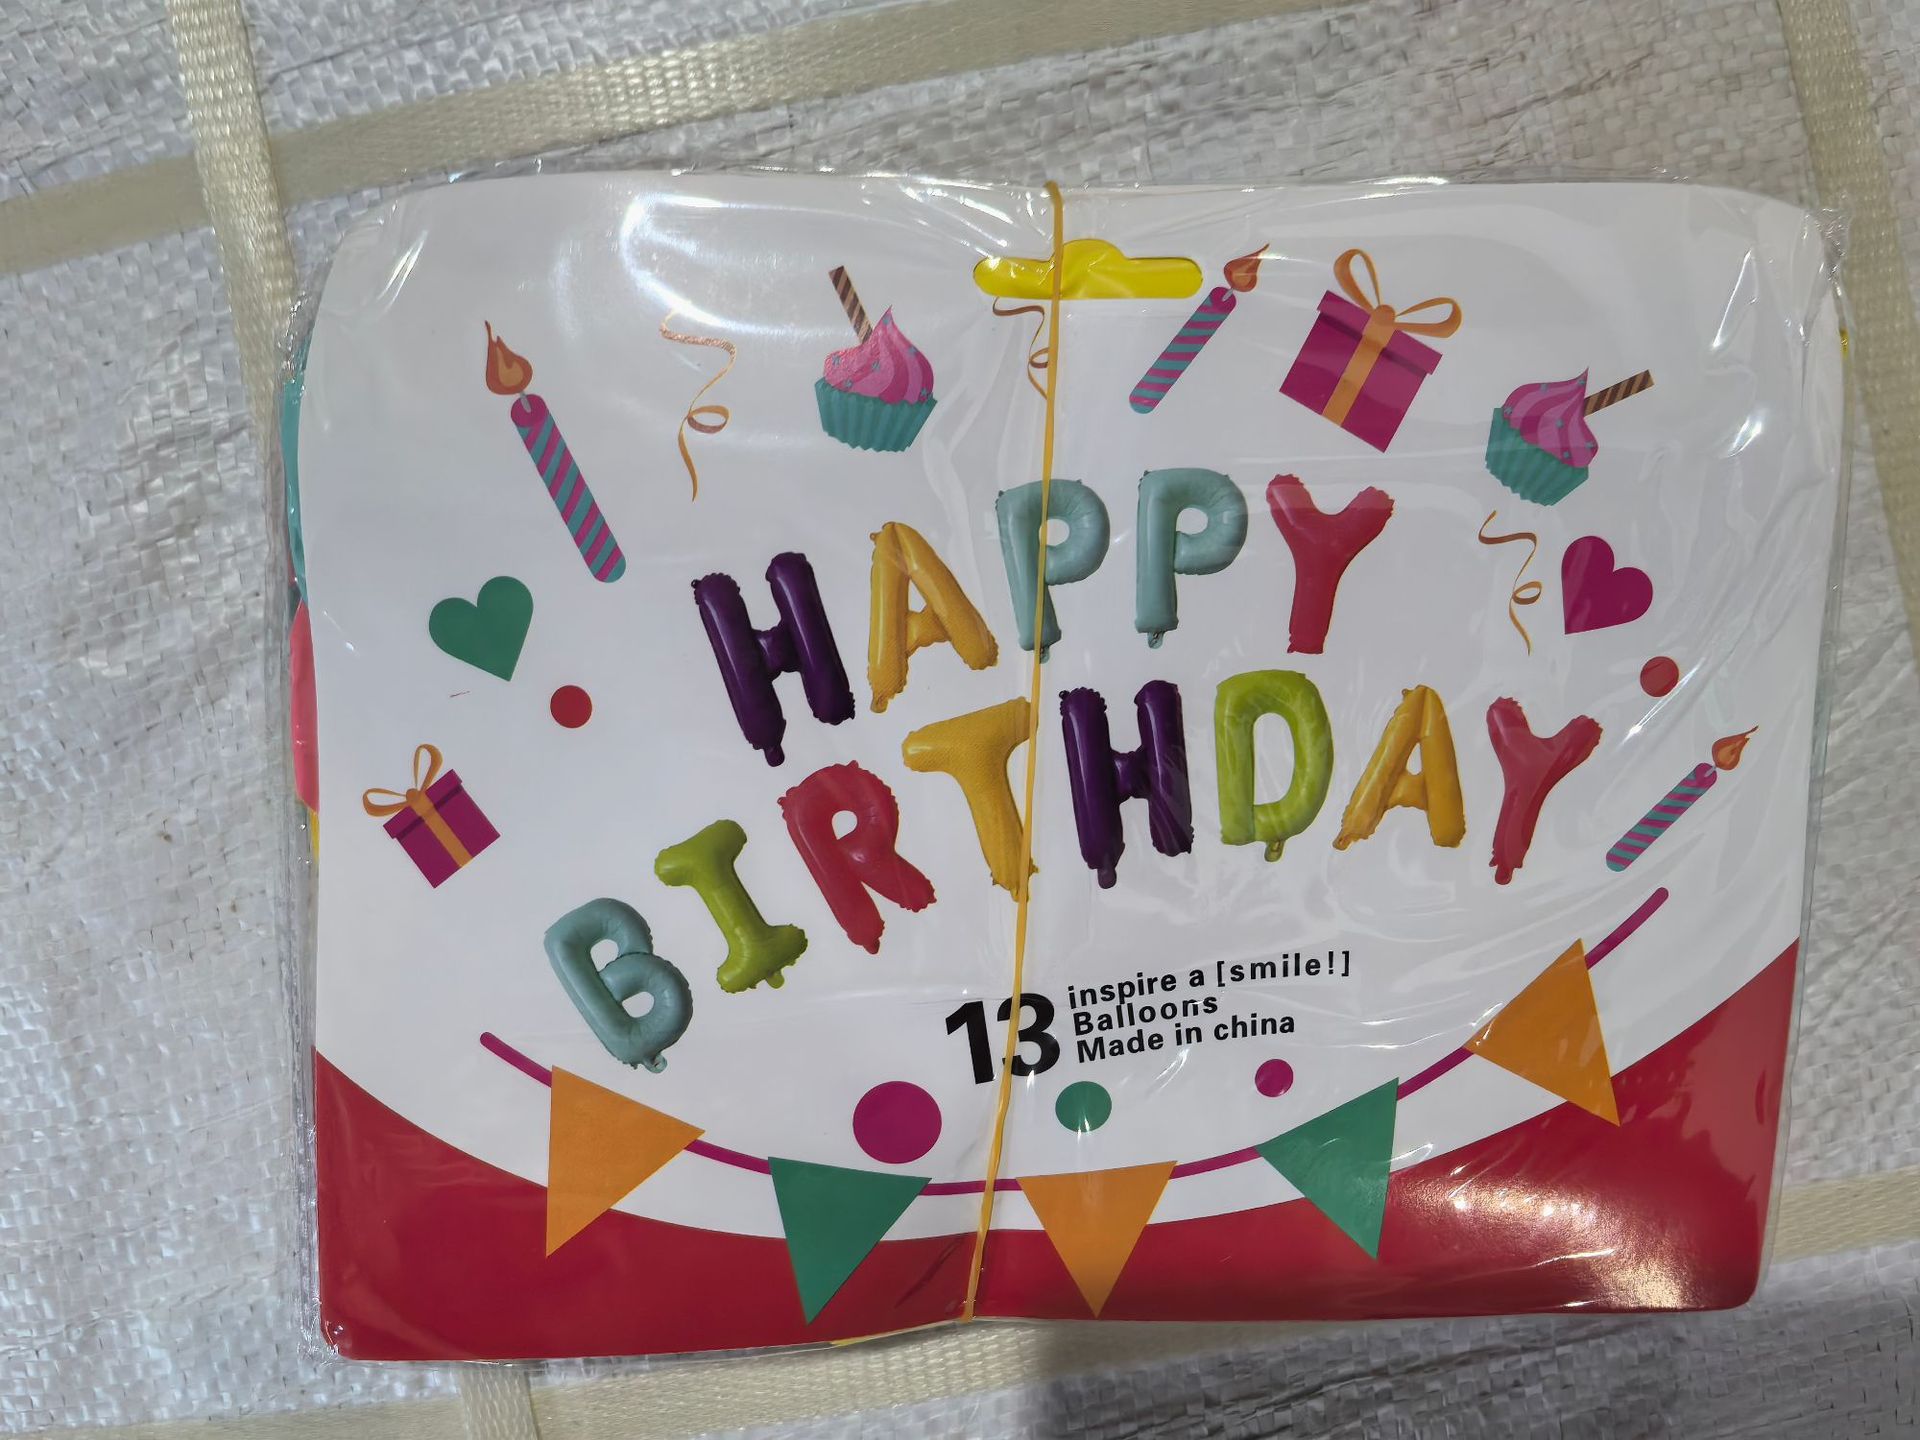 HAPPY
BIRTHDAY
13
inspire a [smile!]
Balloons
Made in china